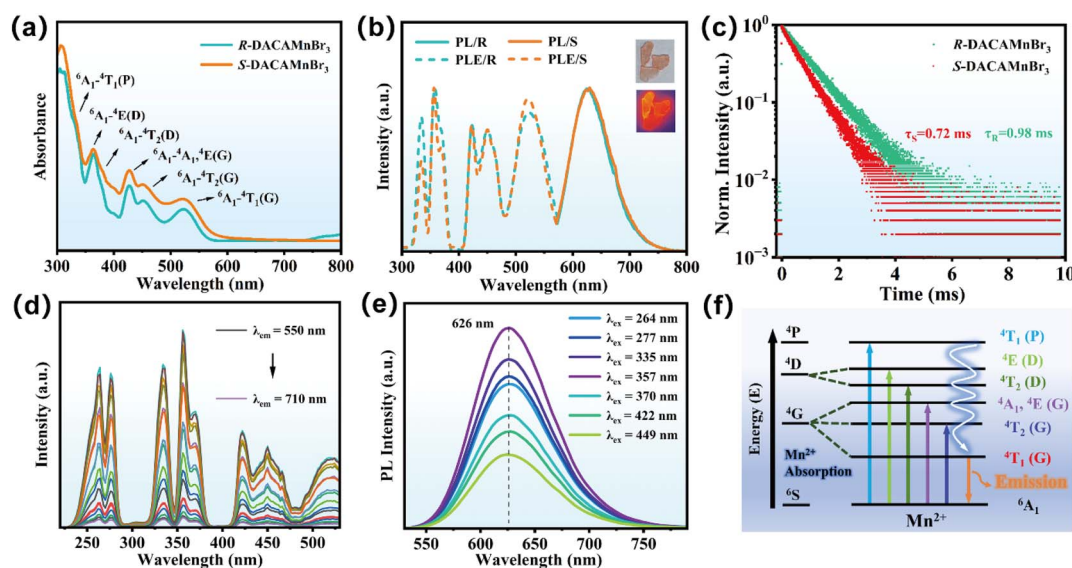 (a)
R-DACAMnBr₃
S-DACAMnBr₃
⁶A₁-⁴T₁(P)
⁶A₁-⁴E(D)
⁶A₁-⁴T₂(D)
⁶A₁-⁴A₁,⁴E(G)
⁶A₁-⁴T₂(G)
⁶A₁-⁴T₁(G)
Absorbance
300 400 500 600 700 800
Wavelength (nm)
(b)
PL/R PL/S
PLE/R PLE/S
Intensity (a.u.)
300 400 500 600 700 800
Wavelength (nm)
(c)
10⁰
10⁻¹
10⁻²
10⁻³
Norm. Intensity (a.u.)
R-DACAMnBr₃
S-DACAMnBr₃
τS=0.72 ms τR=0.98 ms
0 2 4 6 8 10
Time (ms)
(d)
λem = 550 nm
λem = 710 nm
Intensity (a.u.)
250 300 350 400 450 500
Wavelength (nm)
(e)
626 nm
λex = 264 nm
λex = 277 nm
λex = 335 nm
λex = 357 nm
λex = 370 nm
λex = 422 nm
λex = 449 nm
PL Intensity (a.u.)
550 600 650 700 750
Wavelength (nm)
(f)
Energy (E)
⁴P
⁴D
⁴G
Mn²⁺
Absorption
⁶S
⁴T₁ (P)
⁴E (D)
⁴T₂ (D)
⁴A₁, ⁴E (G)
⁴T₂ (G)
⁴T₁ (G)
Emission
⁶A₁
Mn²⁺